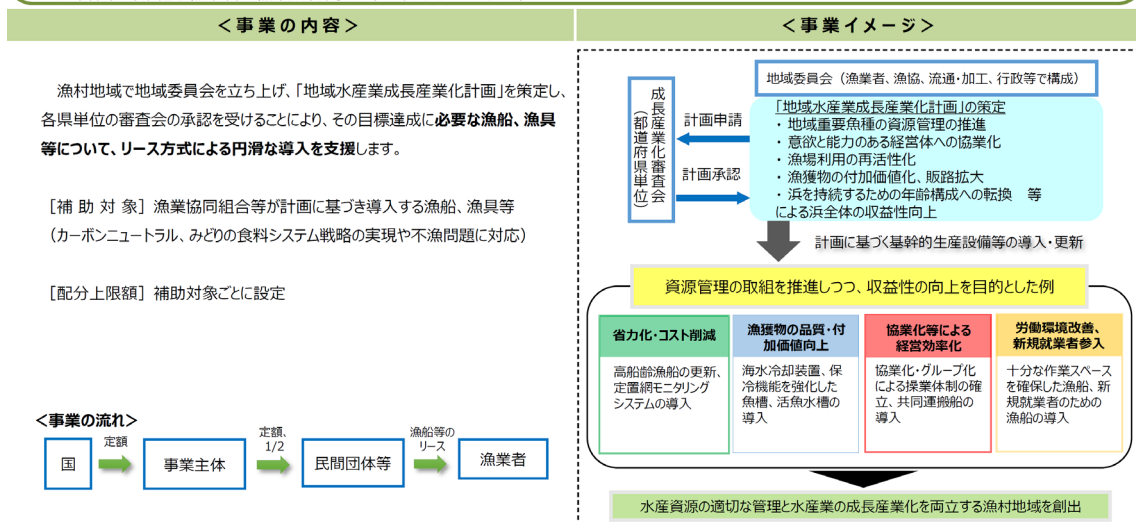 ＜事業の内容＞
漁村地域で地域委員会を立ち上げ、「地域水産業成長産業化計画」を策定し、
各県単位の審査会の承認を受けることにより、その目標達成に必要な漁船、漁具
等について、リース方式による円滑な導入を支援します。
［補助対象］漁業協同組合等が計画に基づき導入する漁船、漁具等
（カーボンニュートラル、みどりの食料システム戦略の実現や不漁問題に対応）
［配分上限額］補助対象ごとに設定
＜事業の流れ＞
国
定額
事業主体
定額、
1/2
民間団体等
漁船等の
リース
漁業者
＜事業イメージ＞
地域委員会（漁業者、漁協、流通・加工、行政等で構成）
成長産業化審査会
（都道府県単位）
計画申請
計画承認
「地域水産業成長産業化計画」の策定
・地域重要魚種の資源管理の推進
・意欲と能力のある経営体への協業化
・漁場利用の再活性化
・漁獲物の付加価値化、販路拡大
・浜を持続するための年齢構成への転換　等
による浜全体の収益性向上
計画に基づく基幹的生産設備等の導入・更新
資源管理の取組を推進しつつ、収益性の向上を目的とした例
省力化・コスト削減
高船齢漁船の更新、
定置網モニタリング
システムの導入
漁獲物の品質・付
加価値向上
海水冷却装置、保
冷機能を強化した
魚槽、活魚水槽の
導入
協業化等による
経営効率化
協業化・グループ化
による操業体制の確
立、共同運搬船の
導入
労働環境改善、
新規就業者参入
十分な作業スペース
を確保した漁船、新
規就業者のための
漁船の導入
水産資源の適切な管理と水産業の成長産業化を両立する漁村地域を創出